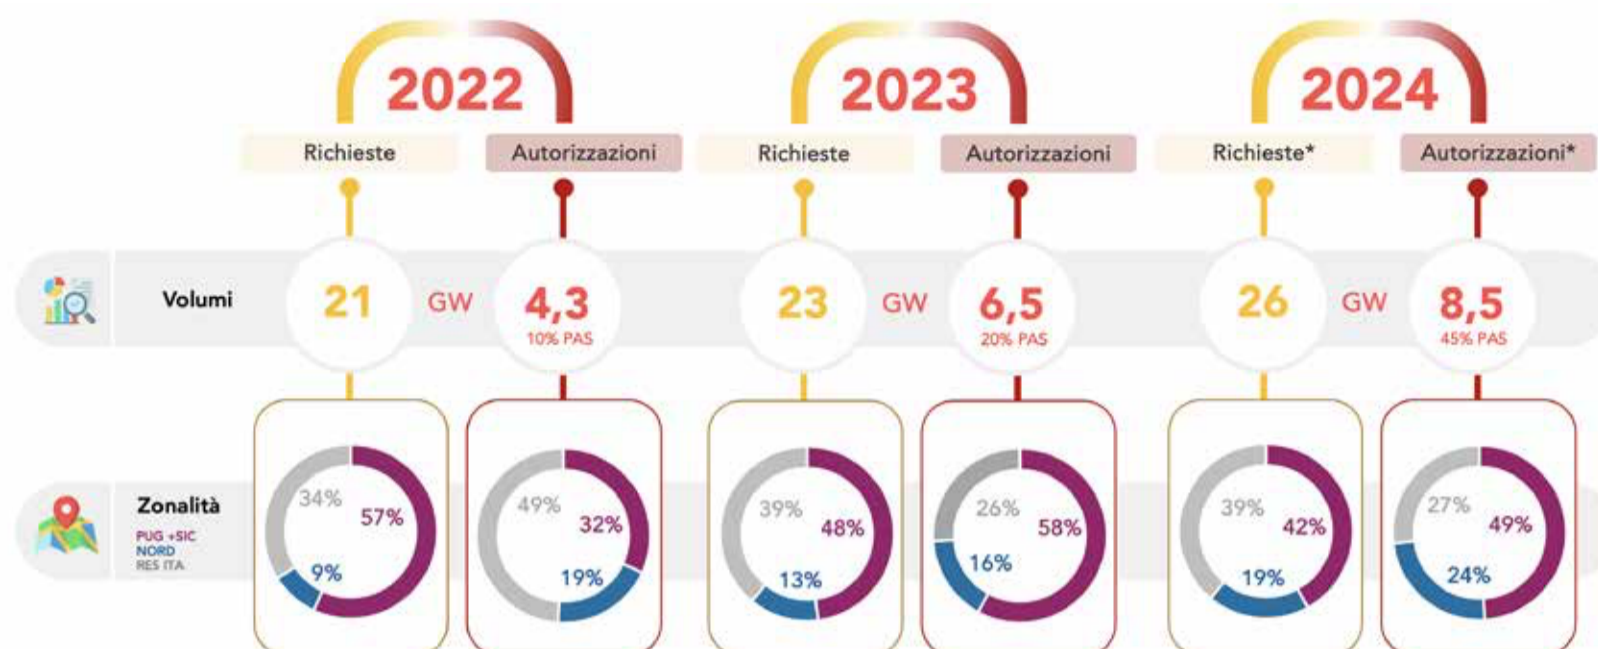 2022
2023
2024
Richieste
Autorizzazioni
Richieste
Autorizzazioni
Richieste*
Autorizzazioni*
Volumi
21
GW
4,3
10% PAS
23
GW
6,5
20% PAS
26
GW
8,5
45% PAS
Zonalità
PUG +SIC
NORD
RES ITA
34%
57%
9%
49%
32%
19%
39%
48%
13%
26%
58%
16%
39%
42%
19%
27%
49%
24%